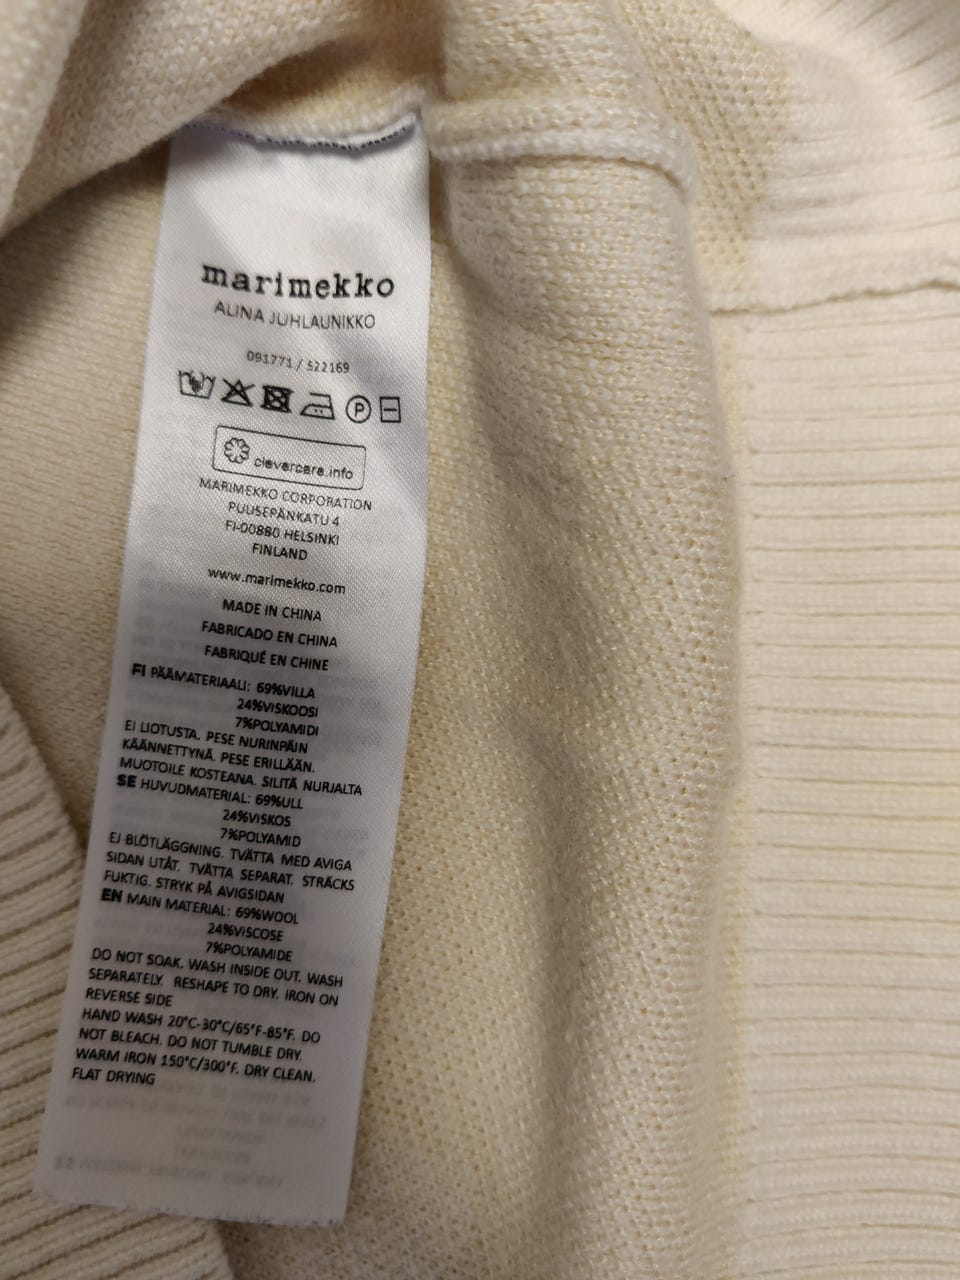 marimekko
ALINA JUHLAUNIKKO
091771 / 522169
P
clevercare.info
MARIMEKKO CORPORATION
PUUSEPÄNKATU 4
FI-00880 HELSINKI
FINLAND
www.marimekko.com
MADE IN CHINA
FABRICADO EN CHINA
FABRIQUÉ EN CHINE
FI PÄÄMATERIAALI: 69%VILLA
24%VISKOOSI
7%POLYAMIDI
EI LIOTUSTA. PESE NURINPÄIN
KÄÄNNETTYNÄ. PESE ERILLÄÄN.
MUOTOILE KOSTEANA. SILITÄ NURJALTA
SE HUVUDMATERIAL: 69%ULL
24%VISKOS
7%POLYAMID
EJ BLÖTLÄGGNING. TVÄTTA MED AVIGA
SIDAN UTÅT. TVÄTTA SEPARAT. STRÄCKS
FUKTIG. STRYK PÅ AVIGSIDAN
EN MAIN MATERIAL: 69%WOOL
24%VISCOSE
7%POLYAMIDE
DO NOT SOAK. WASH INSIDE OUT. WASH
SEPARATELY. RESHAPE TO DRY. IRON ON
REVERSE SIDE
HAND WASH 20°C-30°C/65°F-85°F. DO
NOT BLEACH. DO NOT TUMBLE DRY.
WARM IRON 150°C/300°F. DRY CLEAN.
FLAT DRYING